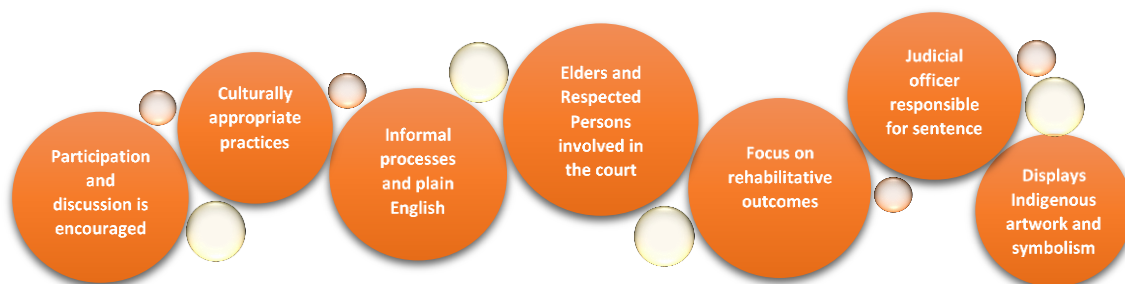 Participation
and
discussion is
encouraged
Culturally
appropriate
practices
Informal
processes
and plain
English
Elders and
Respected
Persons
involved in
the court
Focus on
rehabilitative
outcomes
Judicial
officer
responsible
for sentence
Displays
Indigenous
artwork and
symbolism